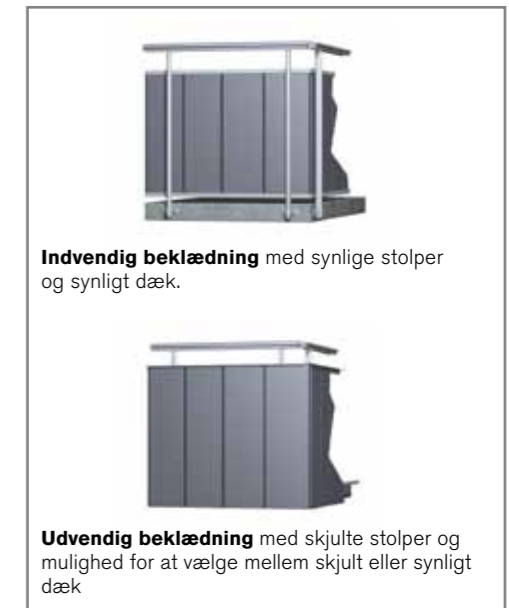 Indvendig beklædning med synlige stolper
og synligt dæk.
Udvendig beklædning med skjulte stolper og
mulighed for at vælge mellem skjult eller synligt
dæk